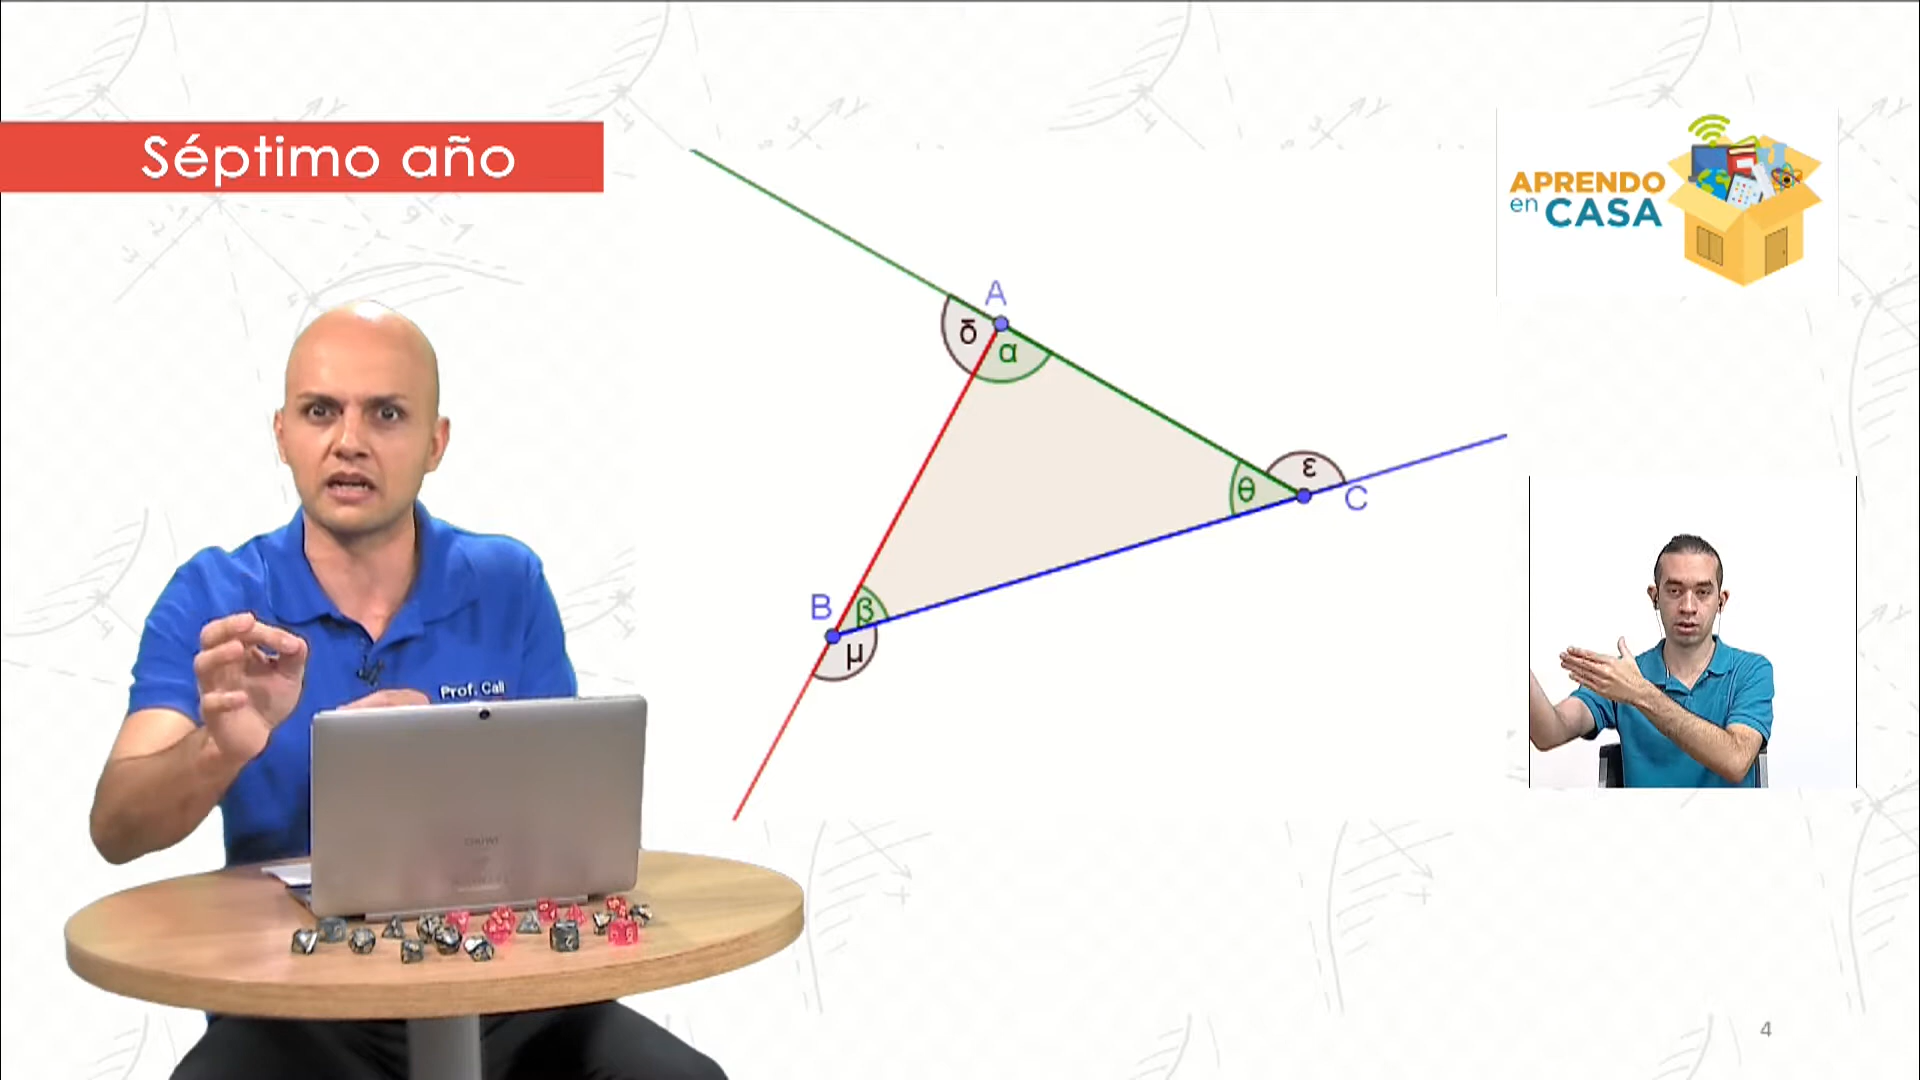 Séptimo año
APRENDO
en CASA
A
δ
α
ε
θ
C
B
β
μ
Prof. Cali
4